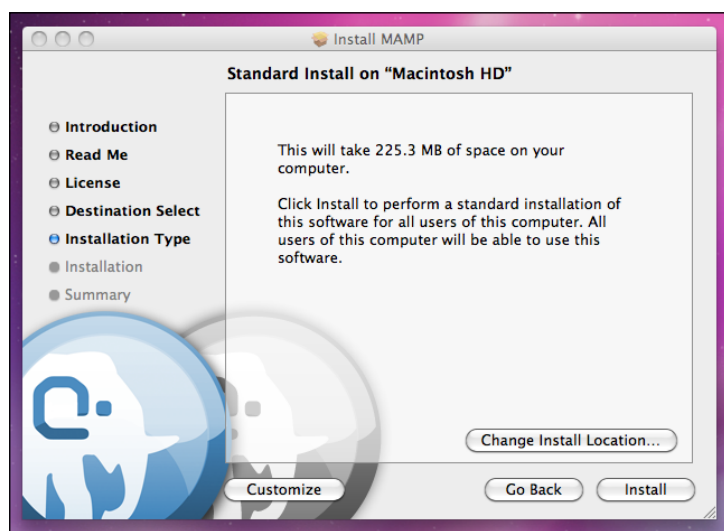 Install MAMP
Standard Install on “Macintosh HD”
Introduction
Read Me
License
Destination Select
Installation Type
Installation
Summary
This will take 225.3 MB of space on your
computer.
Click Install to perform a standard installation of
this software for all users of this computer. All
users of this computer will be able to use this
software.
Change Install Location...
Customize
Go Back
Install